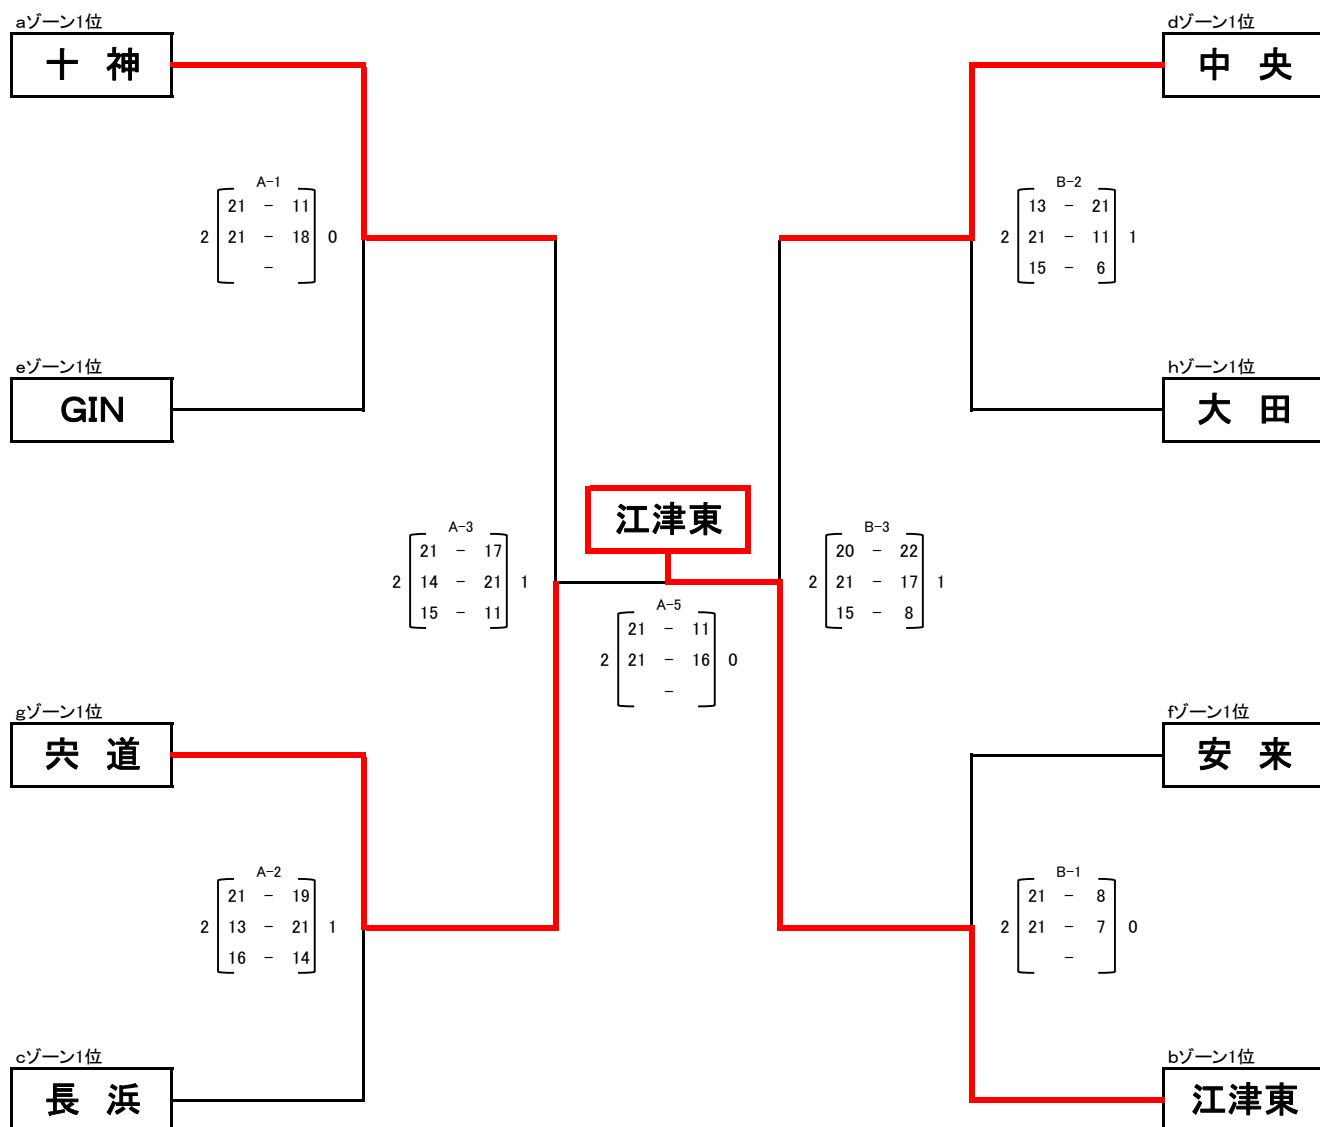 aゾーン1位
十 神
dゾーン1位
中 央
A-1
21 - 11
2 21 - 18 0
-
B-2
13 - 21
2 21 - 11 1
15 - 6
eゾーン1位
GIN
hゾーン1位
大 田
江津東
A-3
21 - 17
2 14 - 21 1
15 - 11
B-3
20 - 22
2 21 - 17 1
15 - 8
A-5
21 - 11
2 21 - 16 0
-
gゾーン1位
宍 道
fゾーン1位
安 来
A-2
21 - 19
2 13 - 21 1
16 - 14
B-1
21 - 8
2 21 - 7 0
-
cゾーン1位
長 浜
bゾーン1位
江津東